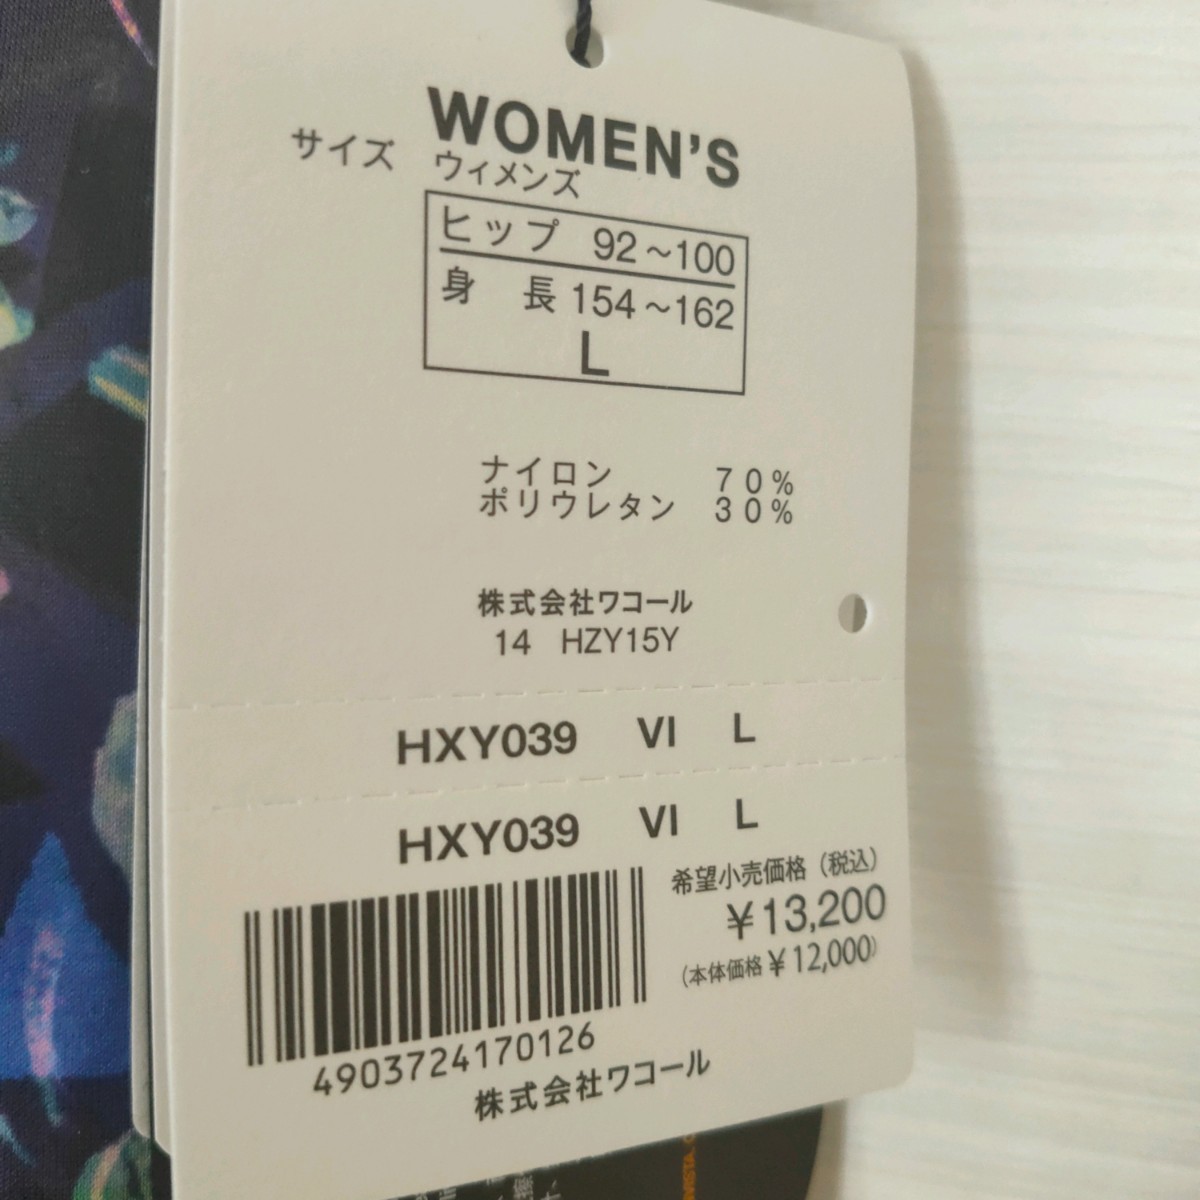 WOMEN'S
サイズ ウィメンズ
ヒップ 92～100
身 長 154～162
L
ナイロン 70%
ポリウレタン 30%
株式会社ワコール
14 HZY15Y
HXY039 VI L
HXY039 VI L
希望小売価格（税込）
￥13,200
（本体価格￥12,000）
4903724170126
株式会社ワコール